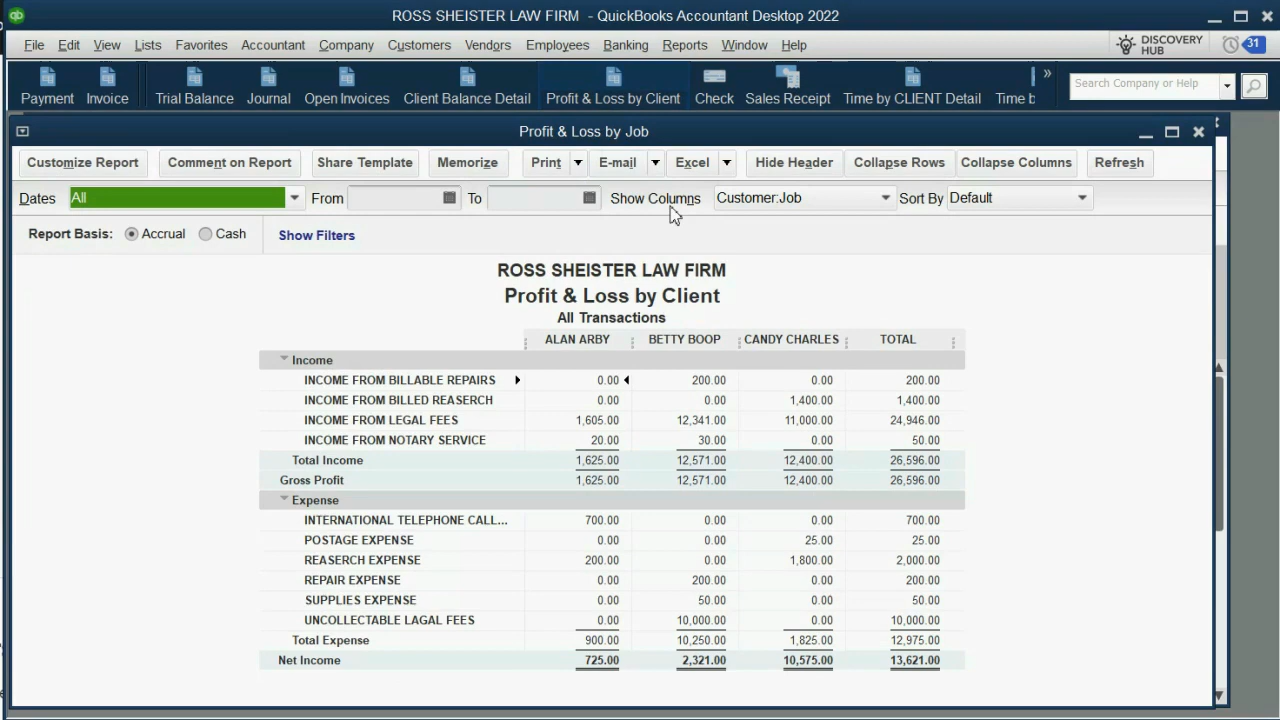 ROSS SHEISTER LAW FIRM - QuickBooks Accountant Desktop 2022
File Edit View Lists Favorites Accountant Company Customers Vendors Employees Banking Reports Window Help DISCOVERY HUB 31
Payment Invoice Trial Balance Journal Open Invoices Client Balance Detail Profit & Loss by Client Check Sales Receipt Time by CLIENT Detail Time b » Search Company or Help
Profit & Loss by Job
Customize Report Comment on Report Share Template Memorize Print E-mail Excel Hide Header Collapse Rows Collapse Columns Refresh
Dates All From To Show Columns Customer:Job Sort By Default
Report Basis: Accrual Cash Show Filters
ROSS SHEISTER LAW FIRM
Profit & Loss by Client
All Transactions
ALAN ARBY BETTY BOOP CANDY CHARLES TOTAL
Income
INCOME FROM BILLABLE REPAIRS 0.00 200.00 0.00 200.00
INCOME FROM BILLED REASERCH 0.00 0.00 1,400.00 1,400.00
INCOME FROM LEGAL FEES 1,605.00 12,341.00 11,000.00 24,946.00
INCOME FROM NOTARY SERVICE 20.00 30.00 0.00 50.00
Total Income 1,625.00 12,571.00 12,400.00 26,596.00
Gross Profit 1,625.00 12,571.00 12,400.00 26,596.00
Expense
INTERNATIONAL TELEPHONE CALL... 700.00 0.00 0.00 700.00
POSTAGE EXPENSE 0.00 0.00 25.00 25.00
REASERCH EXPENSE 200.00 0.00 1,800.00 2,000.00
REPAIR EXPENSE 0.00 200.00 0.00 200.00
SUPPLIES EXPENSE 0.00 50.00 0.00 50.00
UNCOLLECTABLE LAGAL FEES 0.00 10,000.00 0.00 10,000.00
Total Expense 900.00 10,250.00 1,825.00 12,975.00
Net Income 725.00 2,321.00 10,575.00 13,621.00